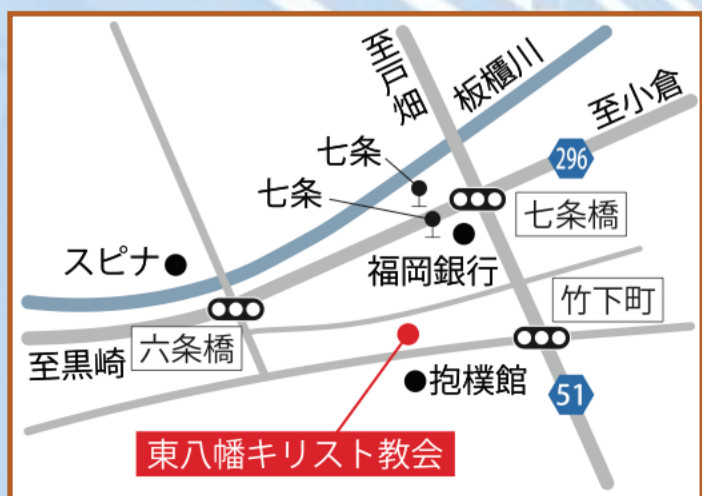 至戸畑
板櫃川
至小倉
296
七条
七条
七条橋
スピナ
福岡銀行
竹下町
六条橋
至黒崎
抱樸館
51
東八幡キリスト教会